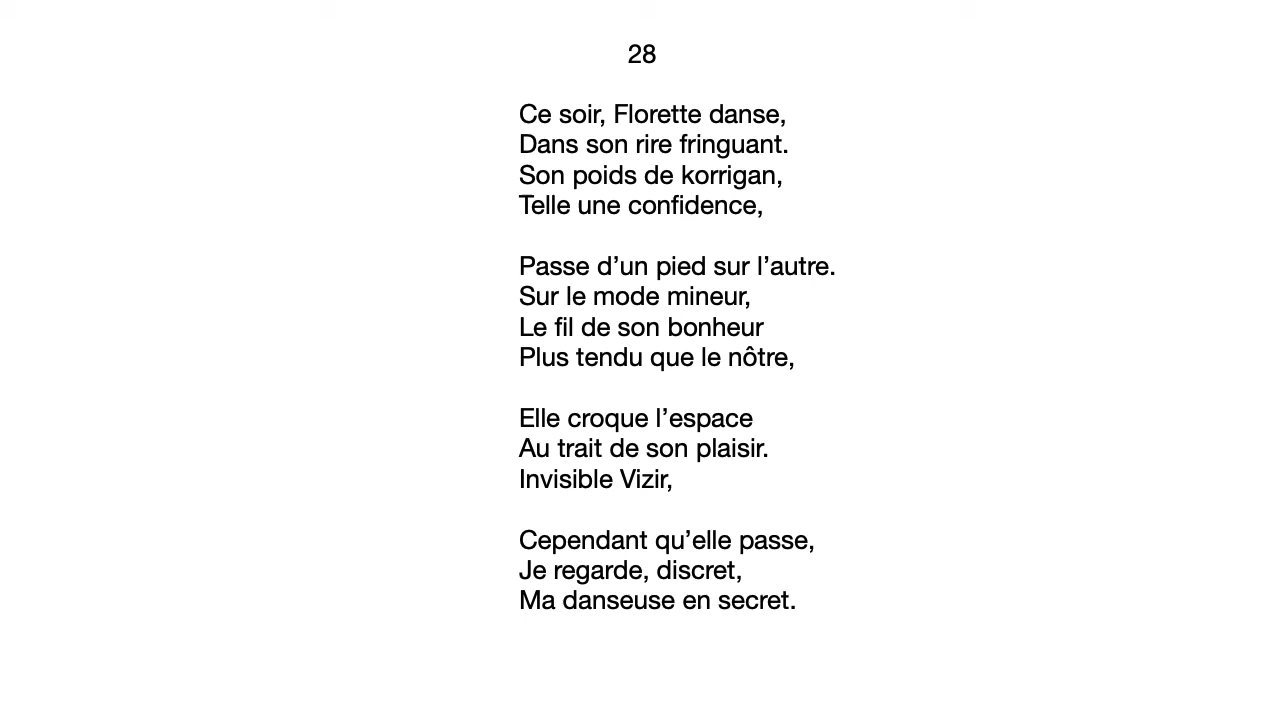 28
Ce soir, Florette danse,
Dans son rire fringuant.
Son poids de korrigan,
Telle une confidence,
Passe d’un pied sur l’autre.
Sur le mode mineur,
Le fil de son bonheur
Plus tendu que le nôtre,
Elle croque l’espace
Au trait de son plaisir.
Invisible Vizir,
Cependant qu’elle passe,
Je regarde, discret,
Ma danseuse en secret.